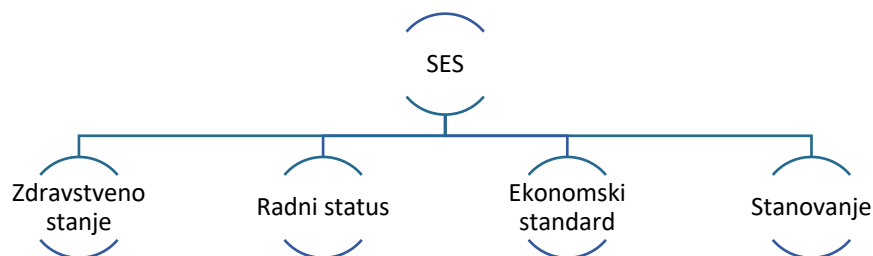 SES
Zdravstveno
stanje
Radni status
Ekonomski
standard
Stanovanje